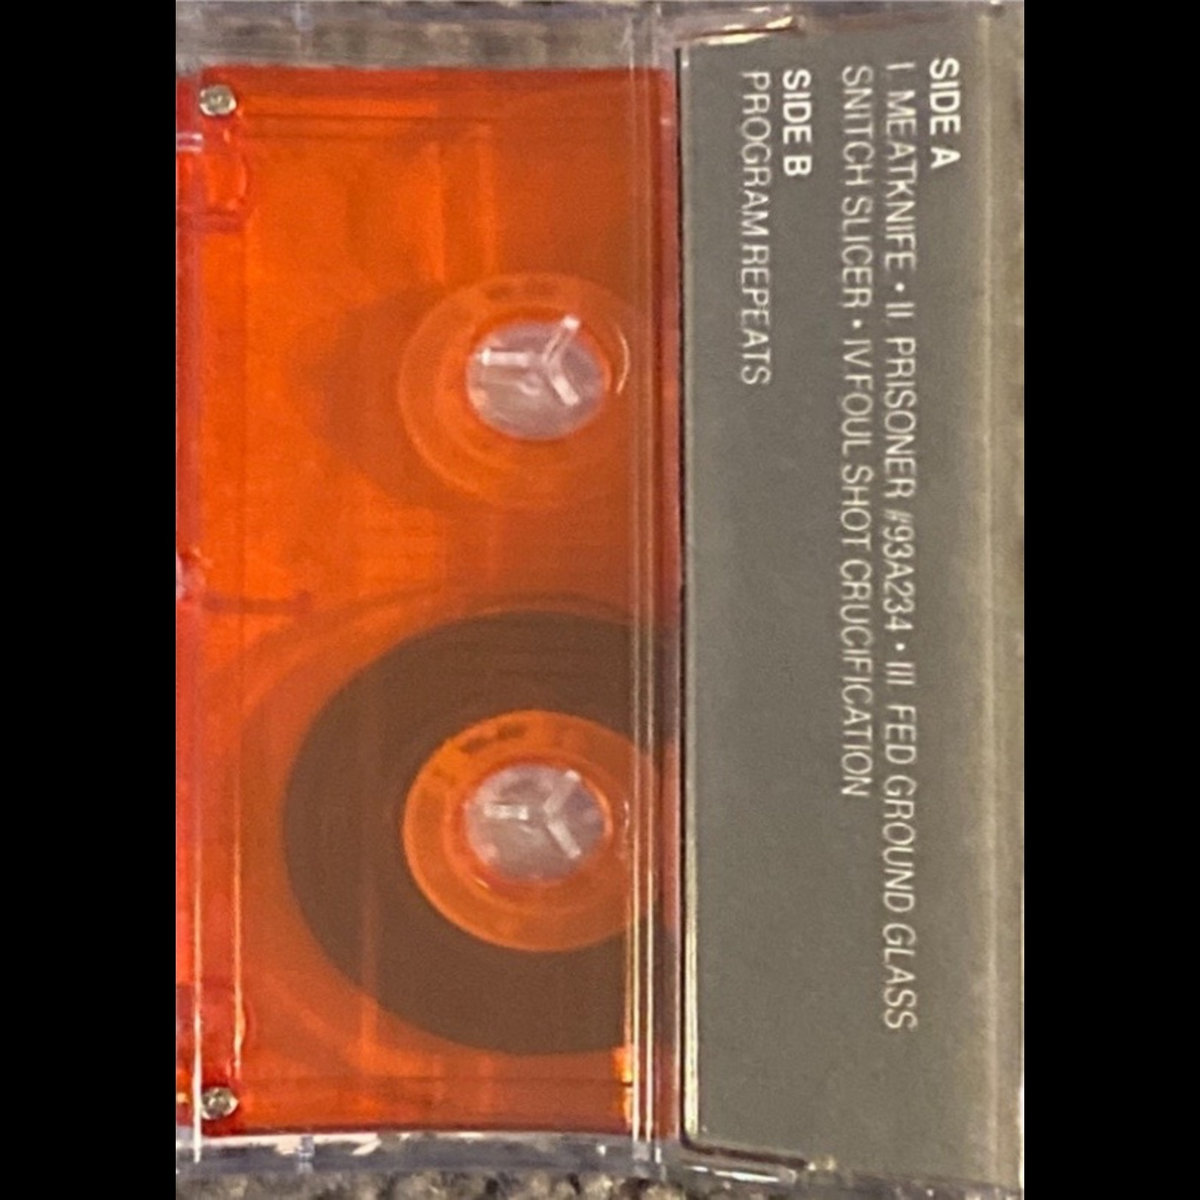 SIDE A
I. MEATKNIFE • II. PRISONER #93A234 • III. FED GROUND GLASS
SNITCH SLICER • IV. FOUL SHOT CRUCIFICATION
SIDE B
PROGRAM REPEATS